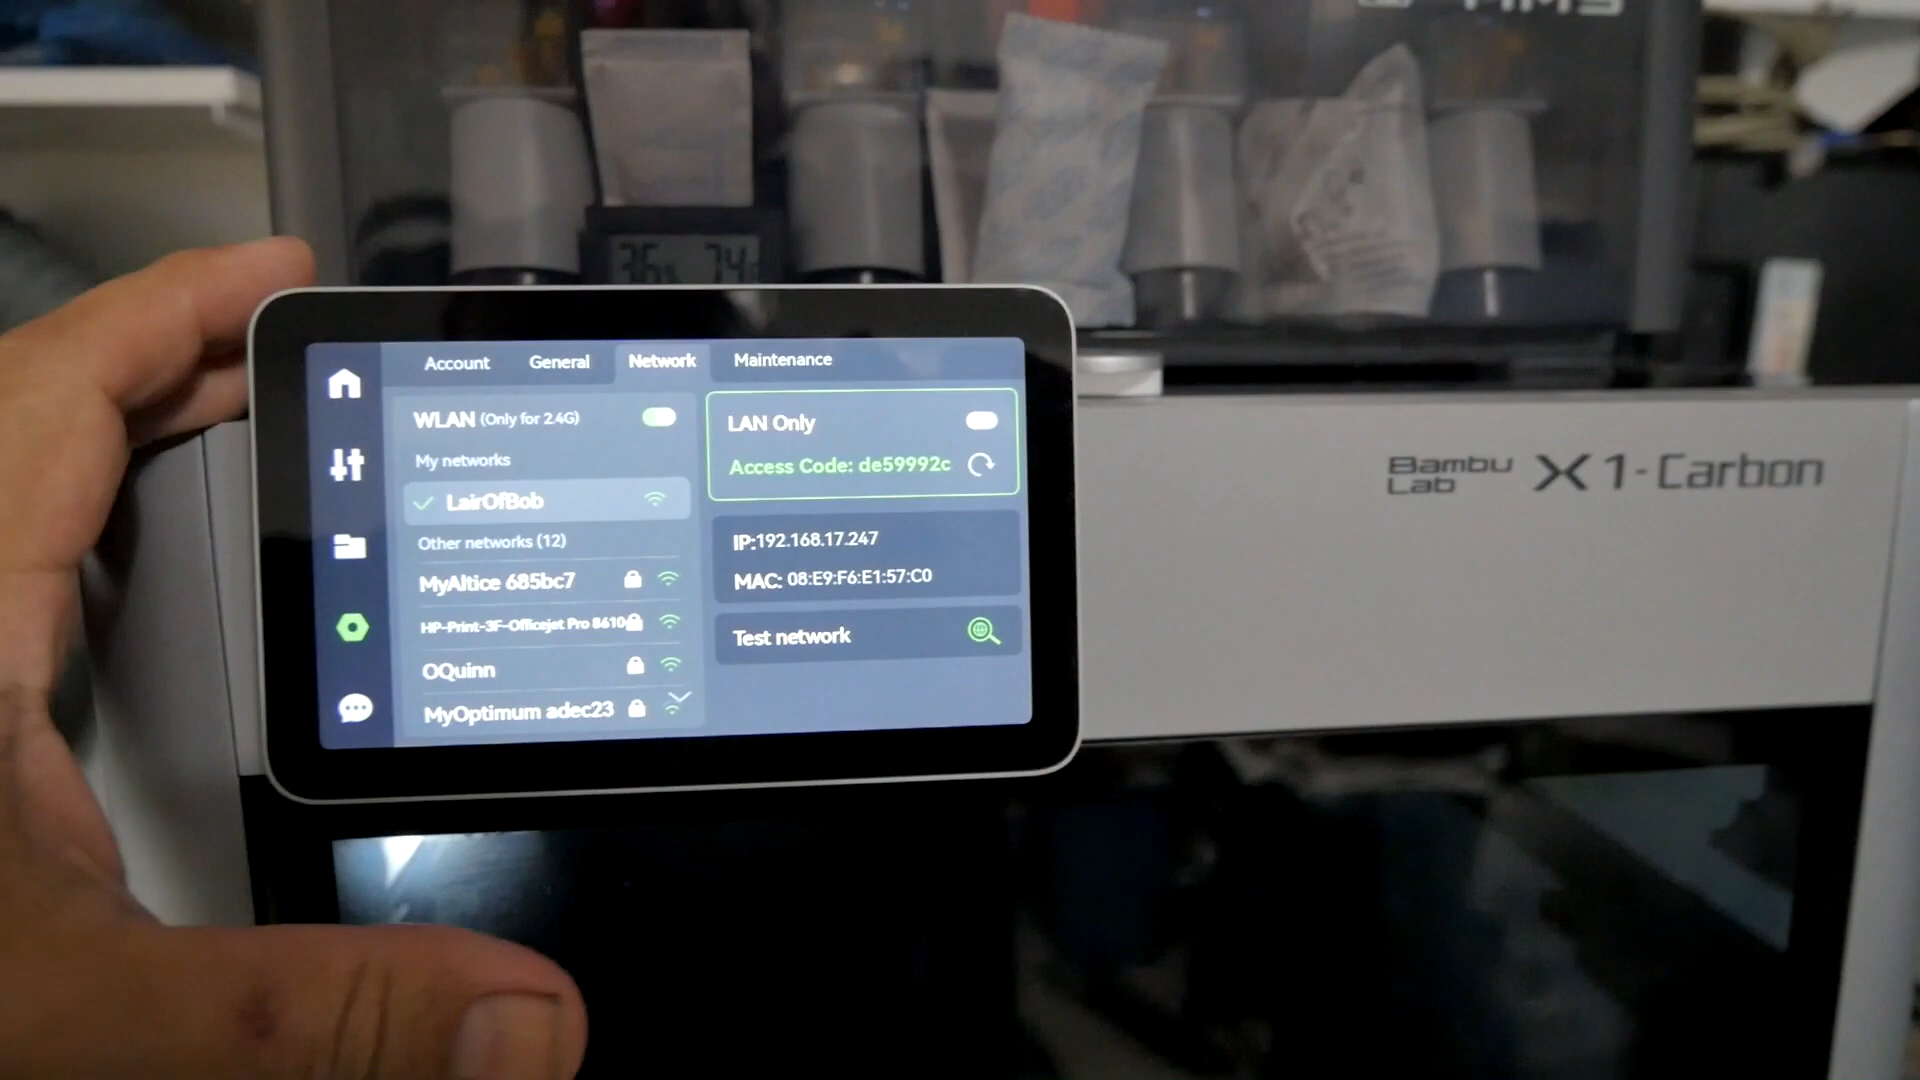 36% 74
Account General Network Maintenance
WLAN (Only for 2.4G)
My networks
LairOfBob
Other networks (12)
MyAltice 685bc7
HP-Print-3F-Officejet Pro 8610
OQuinn
MyOptimum adec23
LAN Only
Access Code: de59992c
IP:192.168.17.247
MAC: 08:E9:F6:E1:57:C0
Test network
Bambu Lab X1-Carbon